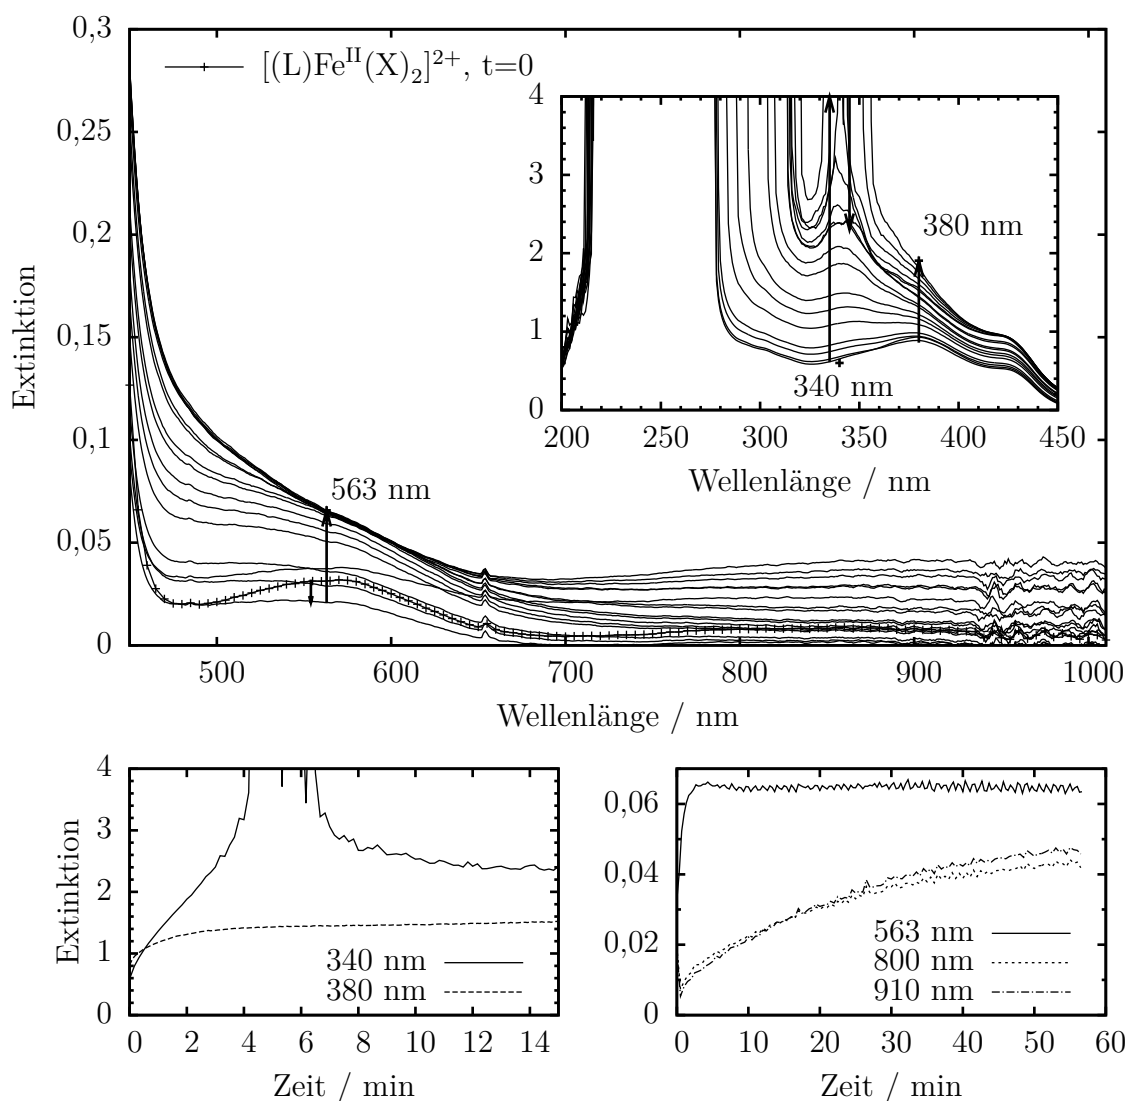 0,3
0,25
0,2
0,15
0,1
0,05
0
Extinktion
[(L)Feᴵᴵ(X)₂]²⁺, t=0
563 nm
500 600 700 800 900 1000
Wellenlänge / nm
4
3
2
1
0
380 nm
340 nm
200 250 300 350 400 450
Wellenlänge / nm
4
3
2
1
0
Extinktion
340 nm
380 nm
0 2 4 6 8 10 12 14
Zeit / min
0,06
0,04
0,02
0
563 nm
800 nm
910 nm
0 10 20 30 40 50 60
Zeit / min